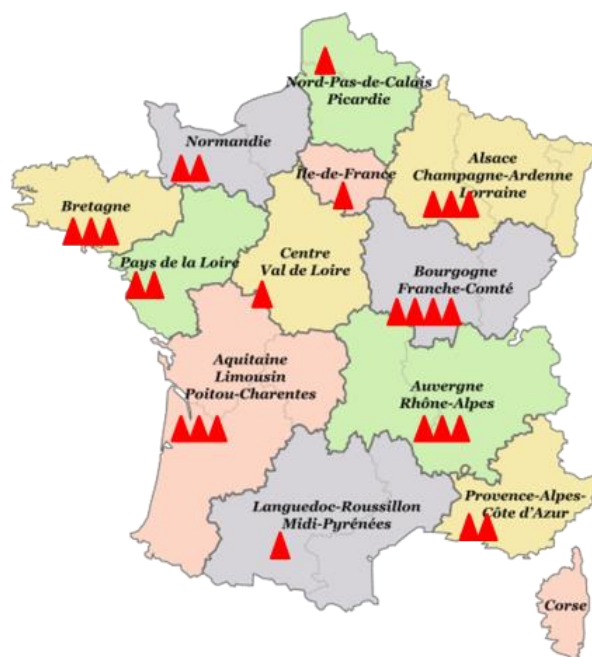 Nord-Pas-de-Calais
Picardie
Normandie
Île-de-France
Alsace
Champagne-Ardenne
Lorraine
Bretagne
Pays de la Loire
Centre
Val de Loire
Bourgogne
Franche-Comté
Aquitaine
Limousin
Poitou-Charentes
Auvergne
Rhône-Alpes
Languedoc-Roussillon
Midi-Pyrénées
Provence-Alpes-
Côte d'Azur
Corse